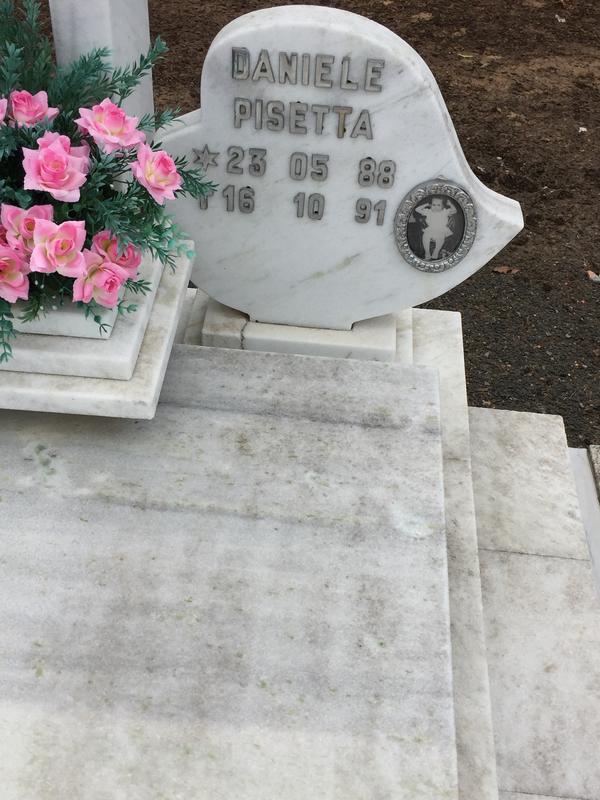 DANIELE
PISETTA
☆ 23 05 88
† 16 10 91